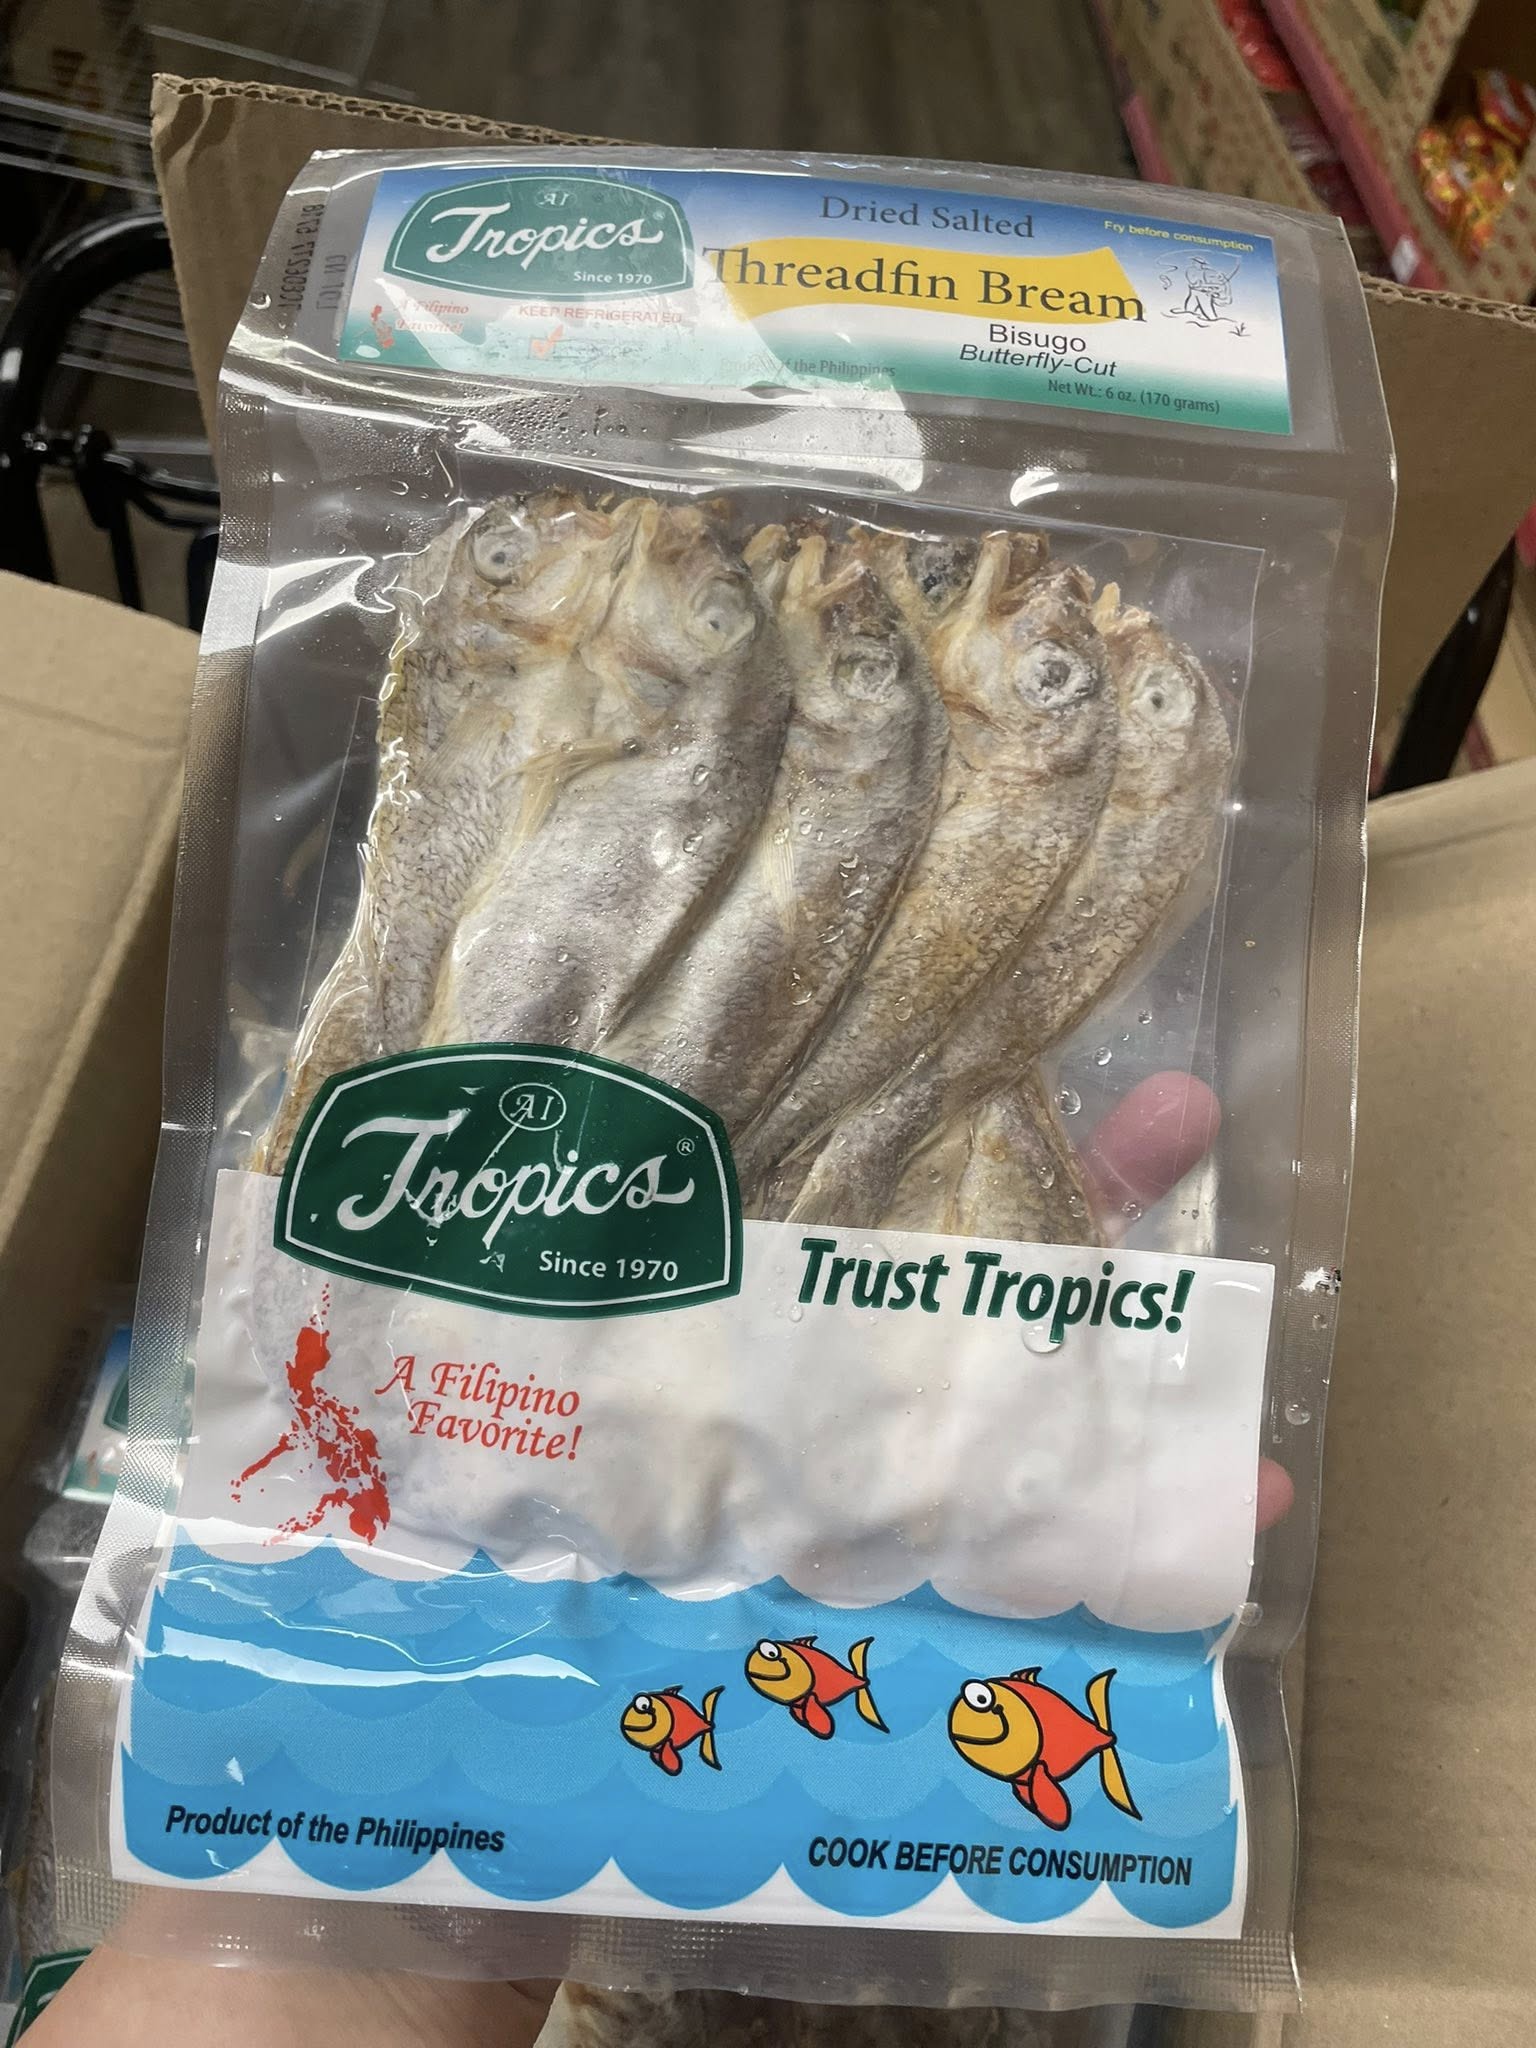 AI
Tropics
Since 1970
A Filipino
Favorite!
KEEP REFRIGERATED
Dried Salted
Threadfin Bream
Bisugo
Butterfly-Cut
Fry before consumption
Product of the Philippines
Net Wt.: 6 oz. (170 grams)
AI
Tropics®
Since 1970
Trust Tropics!
A Filipino
Favorite!
Product of the Philippines
COOK BEFORE CONSUMPTION